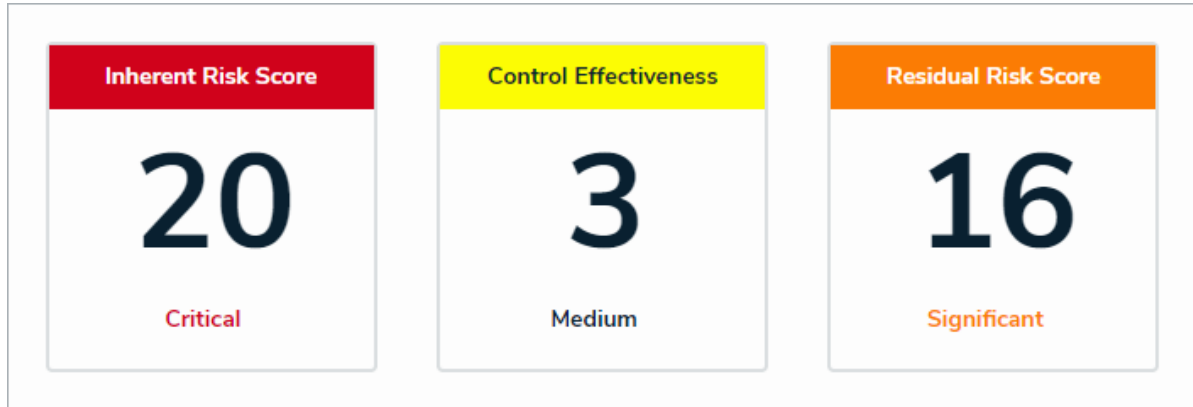 Inherent Risk Score
20
Critical
Control Effectiveness
3
Medium
Residual Risk Score
16
Significant